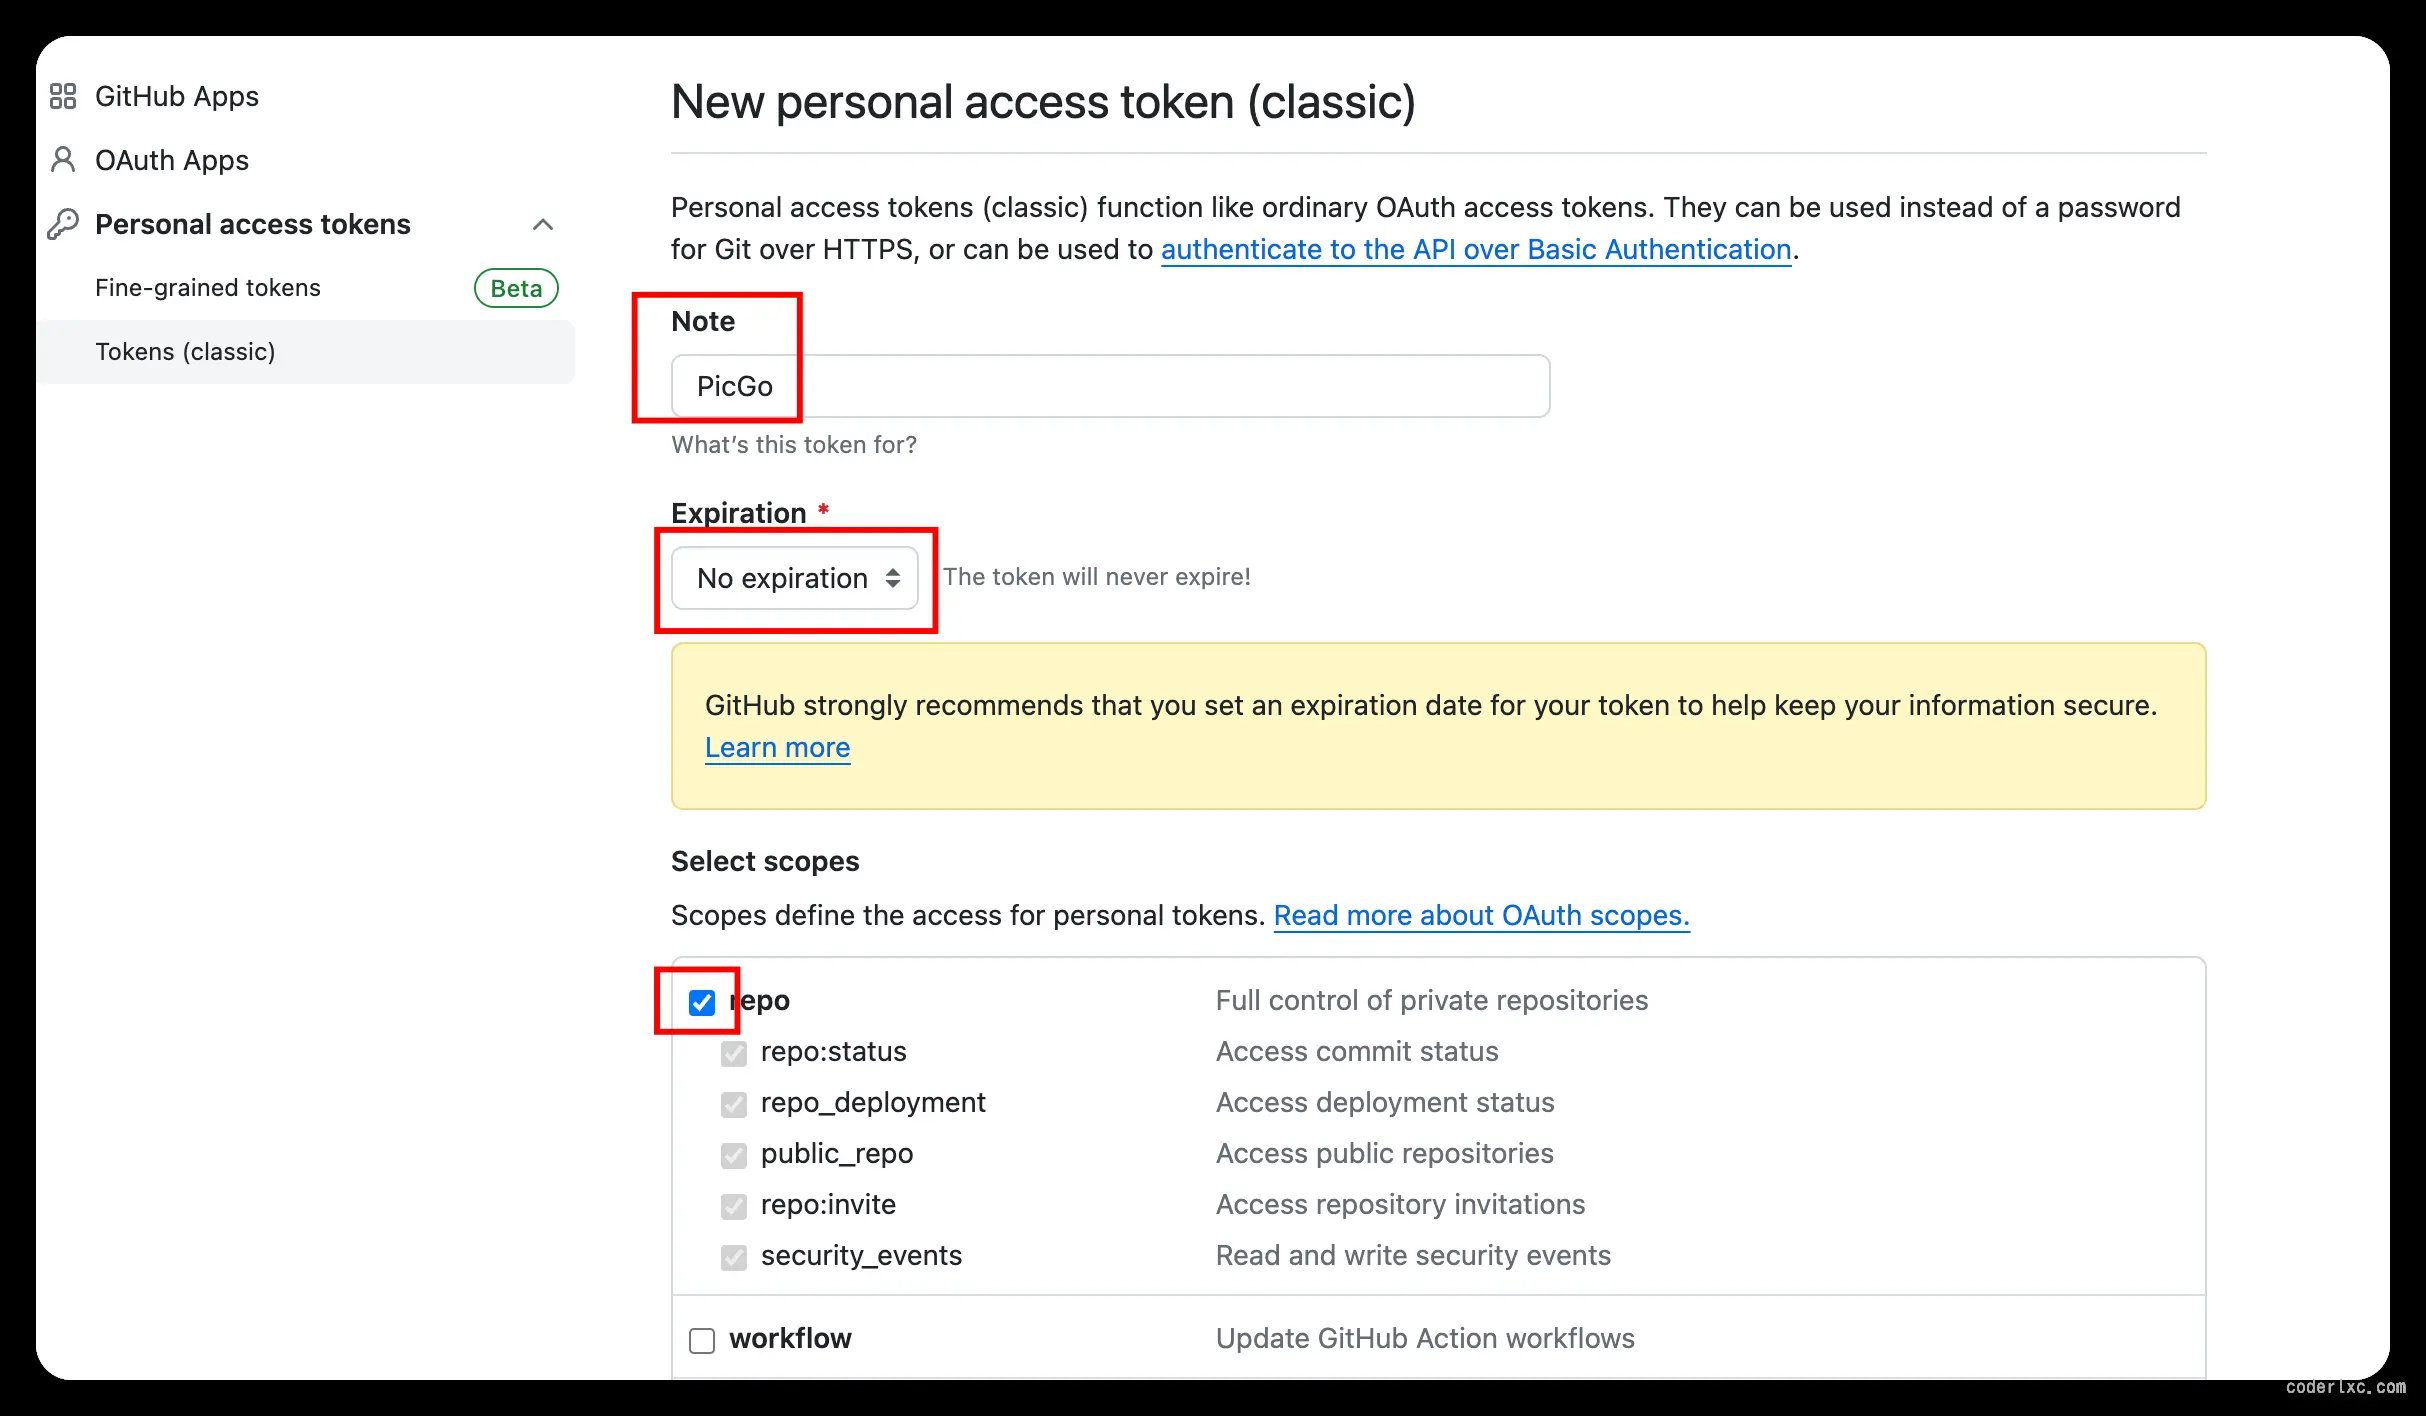 GitHub Apps
OAuth Apps
Personal access tokens
Fine-grained tokens Beta
Tokens (classic)
New personal access token (classic)
Personal access tokens (classic) function like ordinary OAuth access tokens. They can be used instead of a password
for Git over HTTPS, or can be used to authenticate to the API over Basic Authentication.
Note
PicGo
What's this token for?
Expiration *
No expiration The token will never expire!
GitHub strongly recommends that you set an expiration date for your token to help keep your information secure.
Learn more
Select scopes
Scopes define the access for personal tokens. Read more about OAuth scopes.
repo Full control of private repositories
repo:status Access commit status
repo_deployment Access deployment status
public_repo Access public repositories
repo:invite Access repository invitations
security_events Read and write security events
workflow Update GitHub Action workflows
coderlxc.com